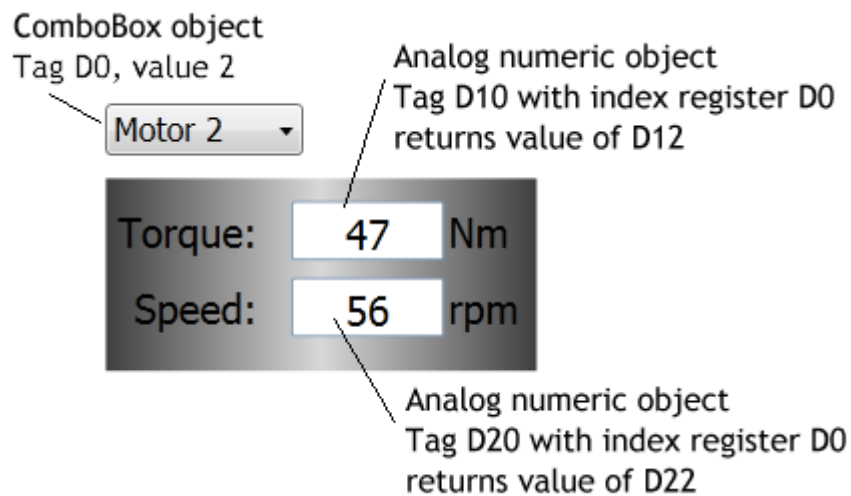 ComboBox object
Tag D0, value 2
Analog numeric object
Tag D10 with index register D0
returns value of D12
Motor 2
Torque: 47 Nm
Speed: 56 rpm
Analog numeric object
Tag D20 with index register D0
returns value of D22